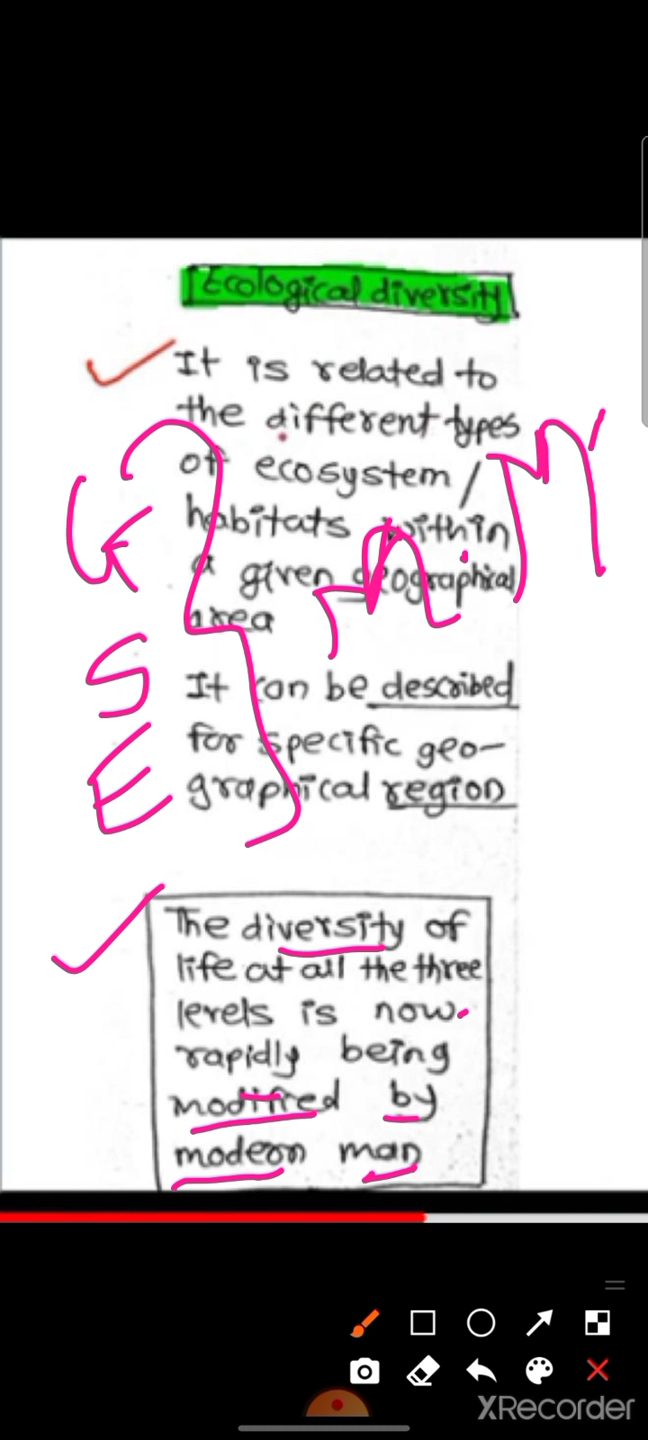 Ecological diversity
It is related to
the different types
of ecosystem/
habitats within
a given geographical
area
It can be described
for specific geo-
graphical region
G
S
E
M.M
The diversity of
life at all the three
levels is now
rapidly being
modified by
modern man
XRecorder